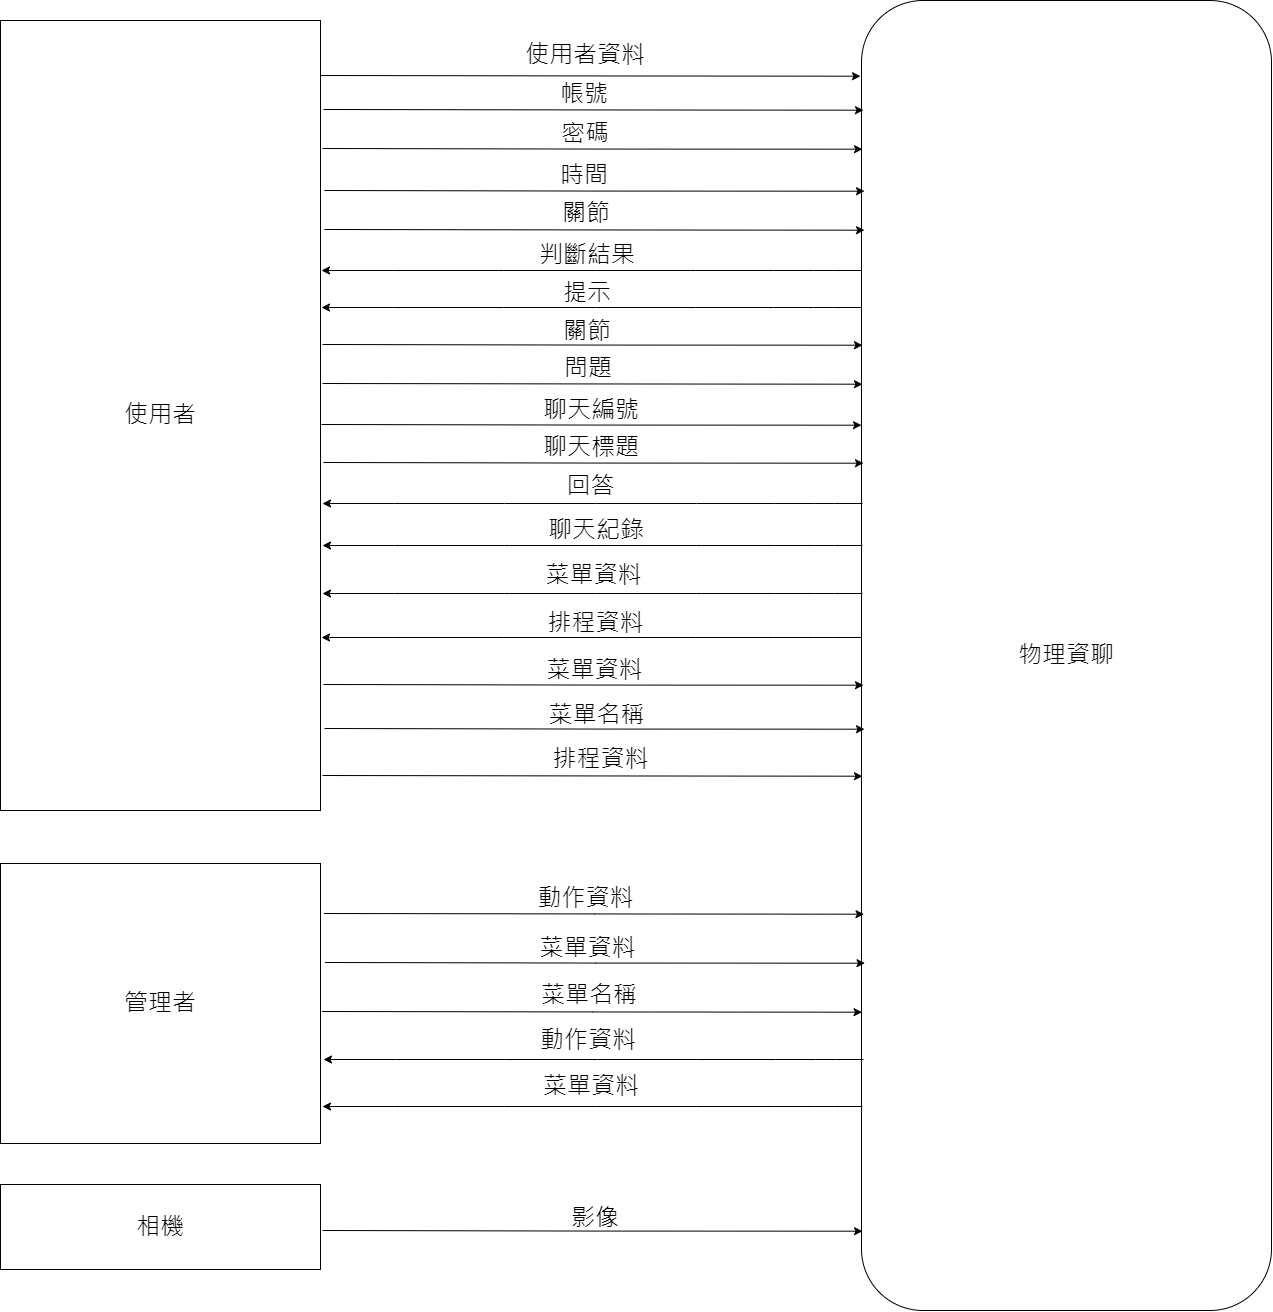 使用者資料
帳號
密碼
時間
關節
判斷結果
提示
關節
問題
使用者
聊天編號
聊天標題
回答
聊天紀錄
菜單資料
排程資料
物理資聊
菜單資料
菜單名稱
排程資料
動作資料
菜單資料
管理者
菜單名稱
動作資料
菜單資料
影像
相機